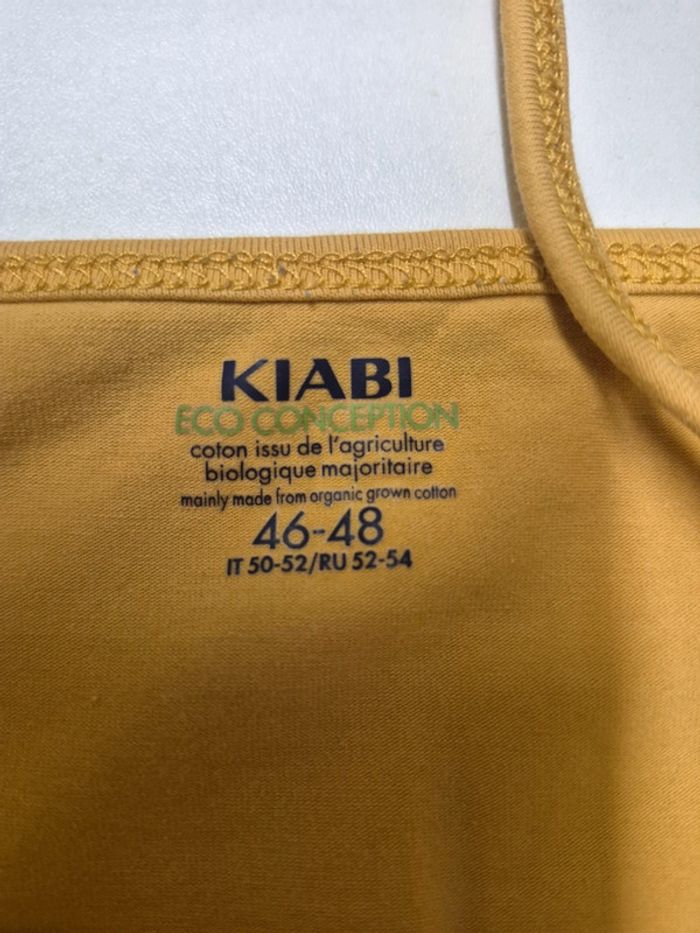 KIABI
ECO CONCEPTION
coton issu de l'agriculture
biologique majoritaire
mainly made from organic grown cotton
46-48
IT 50-52/RU 52-54